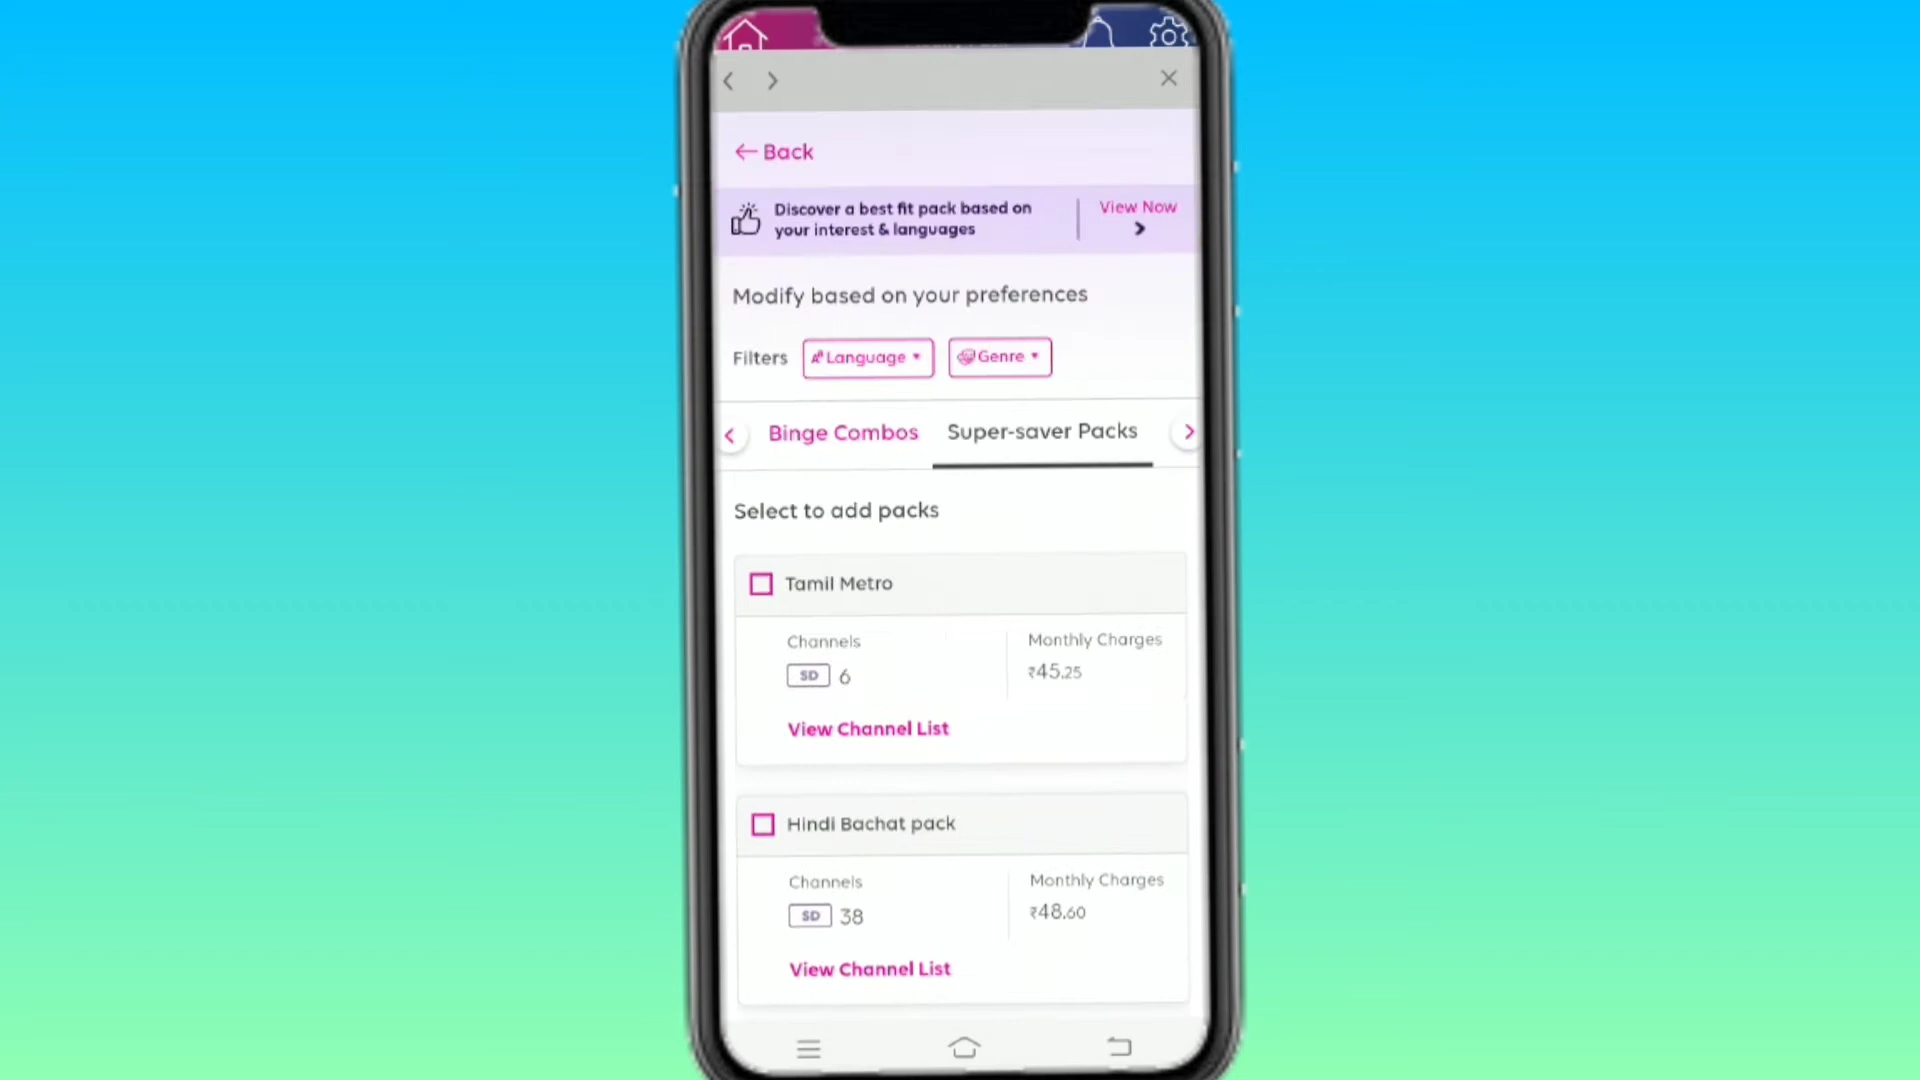 Back
Discover a best fit pack based on
your interest & languages
View Now
Modify based on your preferences
Filters
Language
Genre
Binge Combos
Super-saver Packs
Select to add packs
Tamil Metro
Channels
Monthly Charges
SD 6
₹45.25
View Channel List
Hindi Bachat pack
Channels
Monthly Charges
SD 38
₹48.60
View Channel List